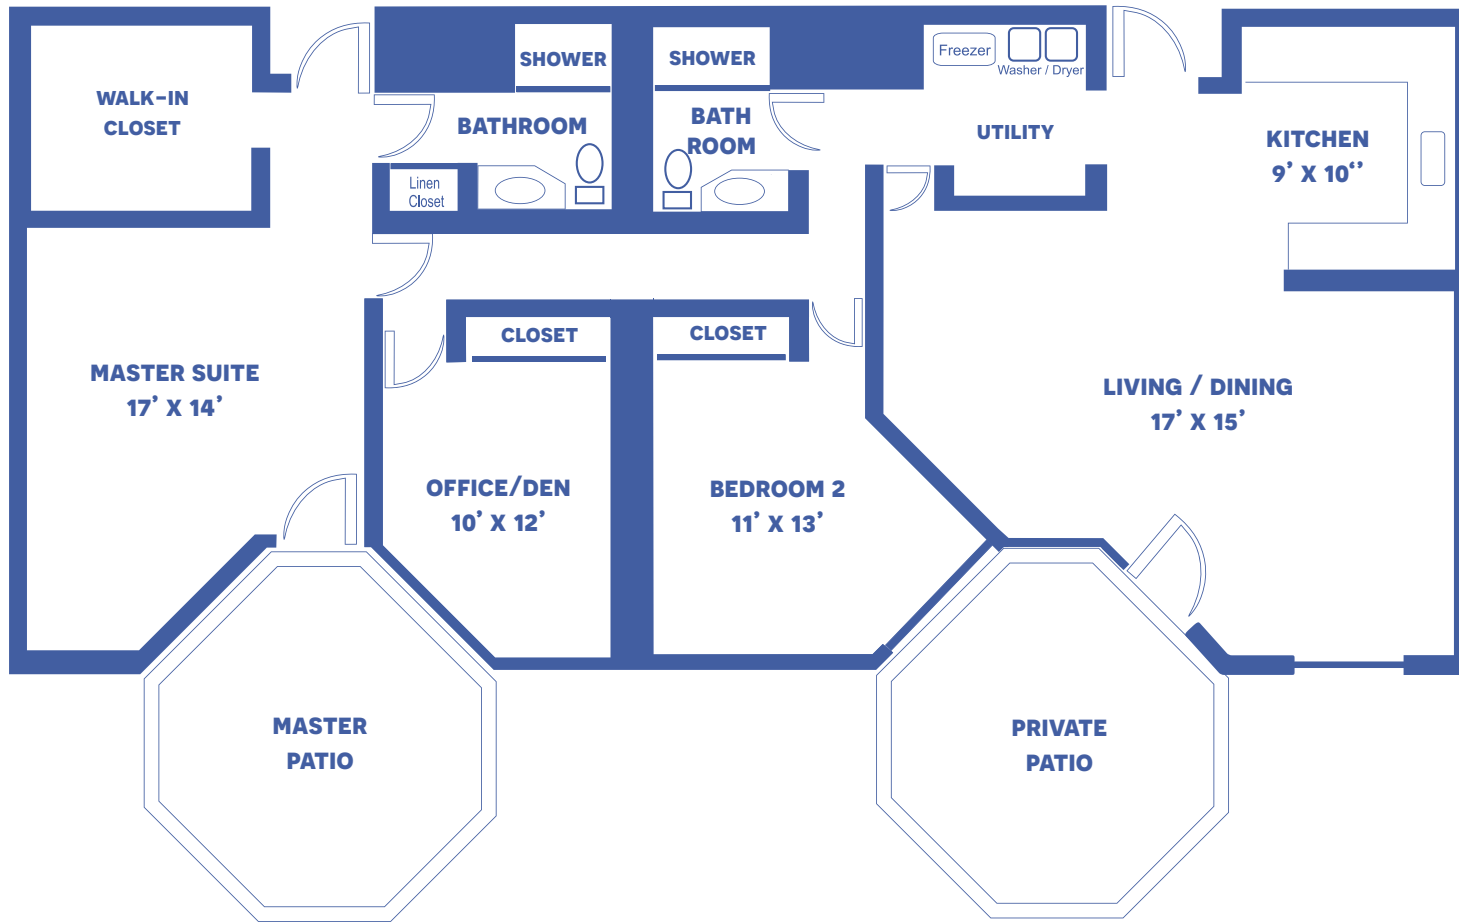 WALK-IN
CLOSET
SHOWER
BATHROOM
Linen
Closet
SHOWER
BATH
ROOM
Freezer
Washer / Dryer
UTILITY
KITCHEN
9’ X 10‘’
MASTER SUITE
17’ X 14’
CLOSET
OFFICE/DEN
10’ X 12’
CLOSET
BEDROOM 2
11’ X 13’
LIVING / DINING
17’ X 15’
MASTER
PATIO
PRIVATE
PATIO